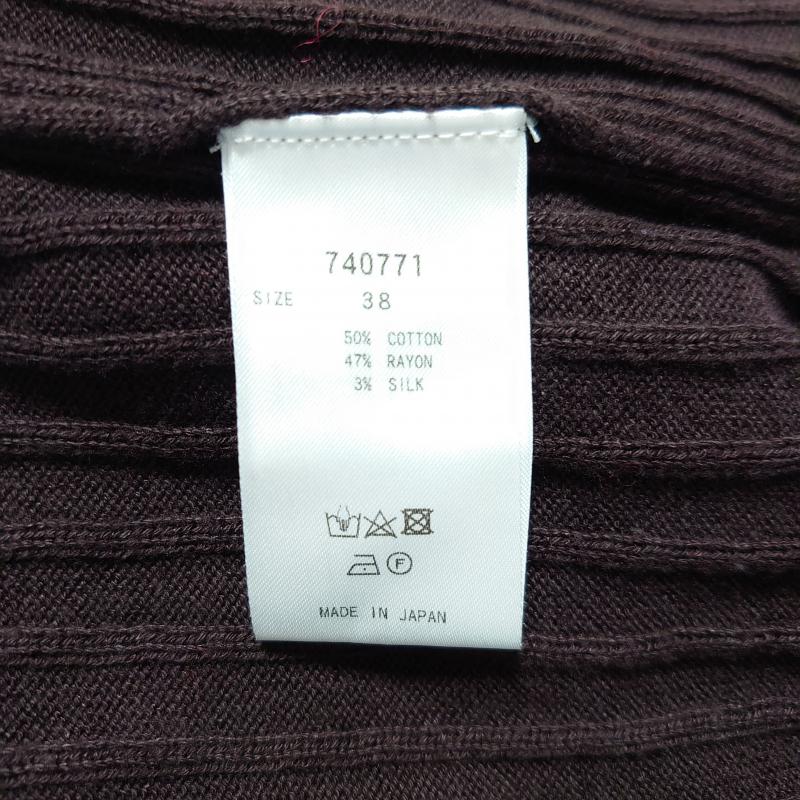 740771
SIZE 38
50% COTTON
47% RAYON
3% SILK
F
MADE IN JAPAN